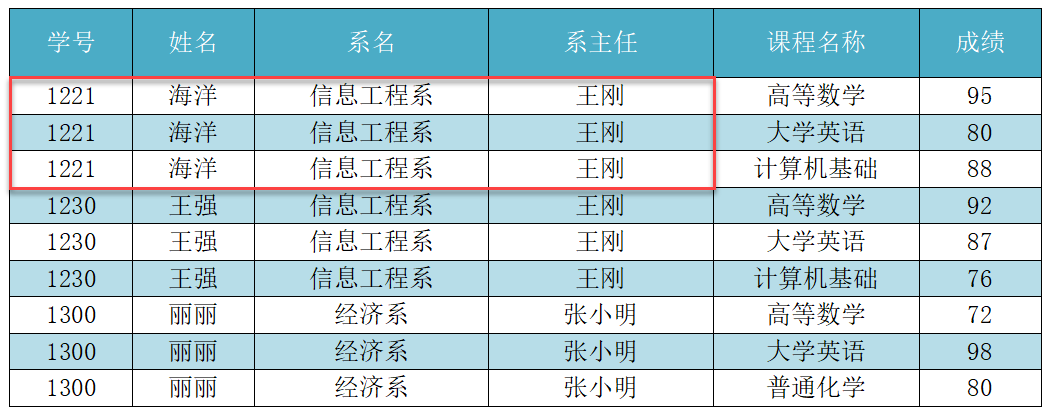 学号 姓名 系名 系主任 课程名称 成绩
1221 海洋 信息工程系 王刚 高等数学 95
1221 海洋 信息工程系 王刚 大学英语 80
1221 海洋 信息工程系 王刚 计算机基础 88
1230 王强 信息工程系 王刚 高等数学 92
1230 王强 信息工程系 王刚 大学英语 87
1230 王强 信息工程系 王刚 计算机基础 76
1300 丽丽 经济系 张小明 高等数学 72
1300 丽丽 经济系 张小明 大学英语 98
1300 丽丽 经济系 张小明 普通化学 80